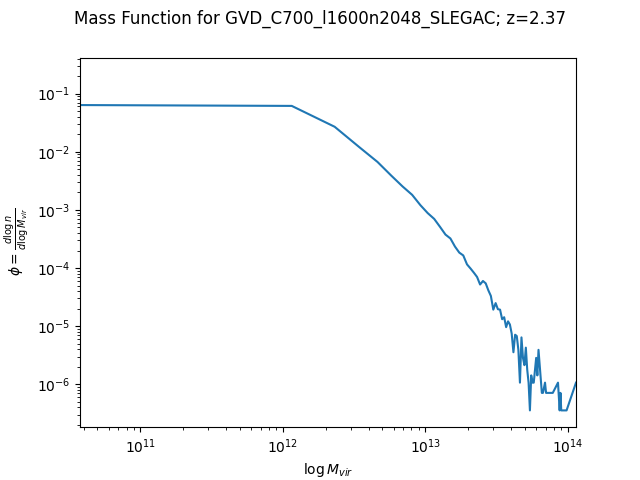 Mass Function for GVD_C700_l1600n2048_SLEGAC; z=2.37
10⁻¹
10⁻²
10⁻³
10⁻⁴
10⁻⁵
10⁻⁶
ϕ = d log n / d log M_vir
10¹¹ 10¹² 10¹³ 10¹⁴
log M_vir